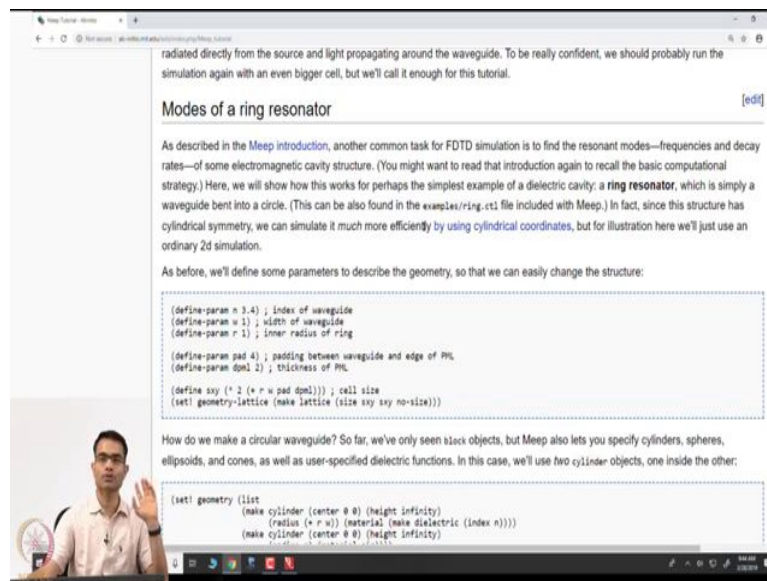 Meep Tutorial
Not secure | ab-initio.mit.edu/wiki/index.php/Meep_tutorial
radiated directly from the source and light propagating around the waveguide. To be really confident, we should probably run the
simulation again with an even bigger cell, but we'll call it enough for this tutorial.
Modes of a ring resonator
[edit]
As described in the Meep introduction, another common task for FDTD simulation is to find the resonant modes—frequencies and decay
rates—of some electromagnetic cavity structure. (You might want to read that introduction again to recall the basic computational
strategy.) Here, we will show how this works for perhaps the simplest example of a dielectric cavity: a ring resonator, which is simply a
waveguide bent into a circle. (This can be also found in the examples/ring.ctl file included with Meep.) In fact, since this structure has
cylindrical symmetry, we can simulate it much more efficiently by using cylindrical coordinates, but for illustration here we'll just use an
ordinary 2d simulation.
As before, we'll define some parameters to describe the geometry, so that we can easily change the structure:
(define-param n 3.4) ; index of waveguide
(define-param w 1) ; width of waveguide
(define-param r 1) ; inner radius of ring
(define-param pad 4) ; padding between waveguide and edge of PML
(define-param dpml 2) ; thickness of PML
(define sxy (* 2 (+ r w pad dpml))) ; cell size
(set! geometry-lattice (make lattice (size sxy sxy no-size)))
How do we make a circular waveguide? So far, we've only seen block objects, but Meep also lets you specify cylinders, spheres,
ellipsoids, and cones, as well as user-specified dielectric functions. In this case, we'll use two cylinder objects, one inside the other:
(set! geometry (list
(make cylinder (center 0 0) (height infinity)
(radius (+ r w)) (material (make dielectric (index n))))
(make cylinder (center 0 0) (height infinity)